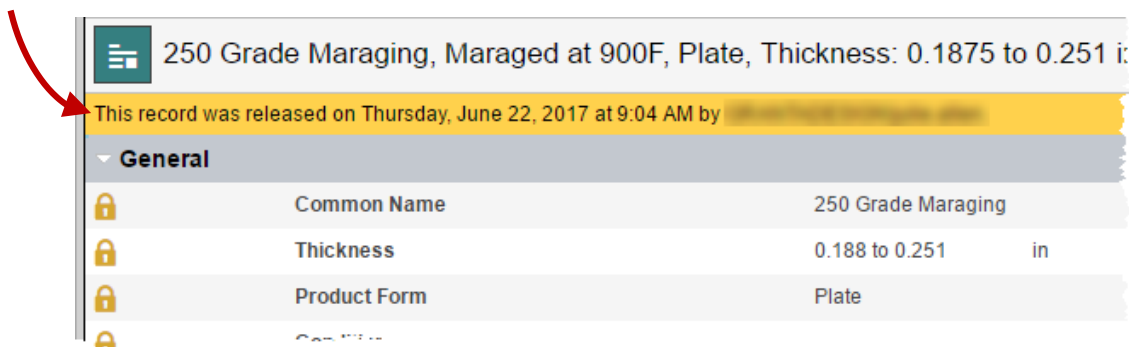 250 Grade Maraging, Maraged at 900F, Plate, Thickness: 0.1875 to 0.251
This record was released on Thursday, June 22, 2017 at 9:04 AM by
General
Common Name 250 Grade Maraging
Thickness 0.188 to 0.251 in
Product Form Plate